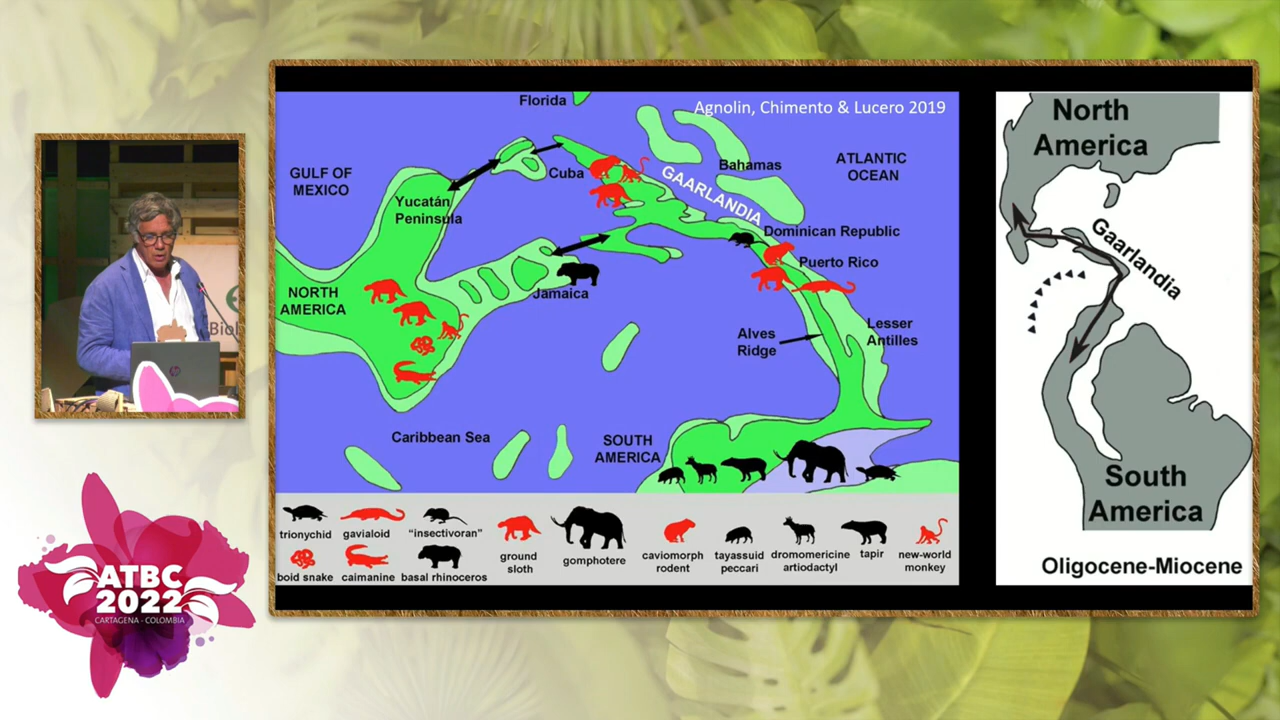 Agnolin, Chimento & Lucero 2019
Florida
GULF OF
MEXICO
Cuba
Bahamas
ATLANTIC
OCEAN
GAARLANDIA
Yucatán
Peninsula
Dominican Republic
Puerto Rico
NORTH
AMERICA
Jamaica
Alves
Ridge
Lesser
Antilles
Caribbean Sea
SOUTH
AMERICA
trionychid
gavialoid
"insectivoran"
boid snake
caimanine
basal rhinoceros
ground
sloth
gomphotere
caviomorph
rodent
tayassuid
peccari
dromomericine
artiodactyl
tapir
new-world
monkey
North
America
Gaarlandia
South
America
Oligocene-Miocene
ATBC
2022
CARTAGENA - COLOMBIA